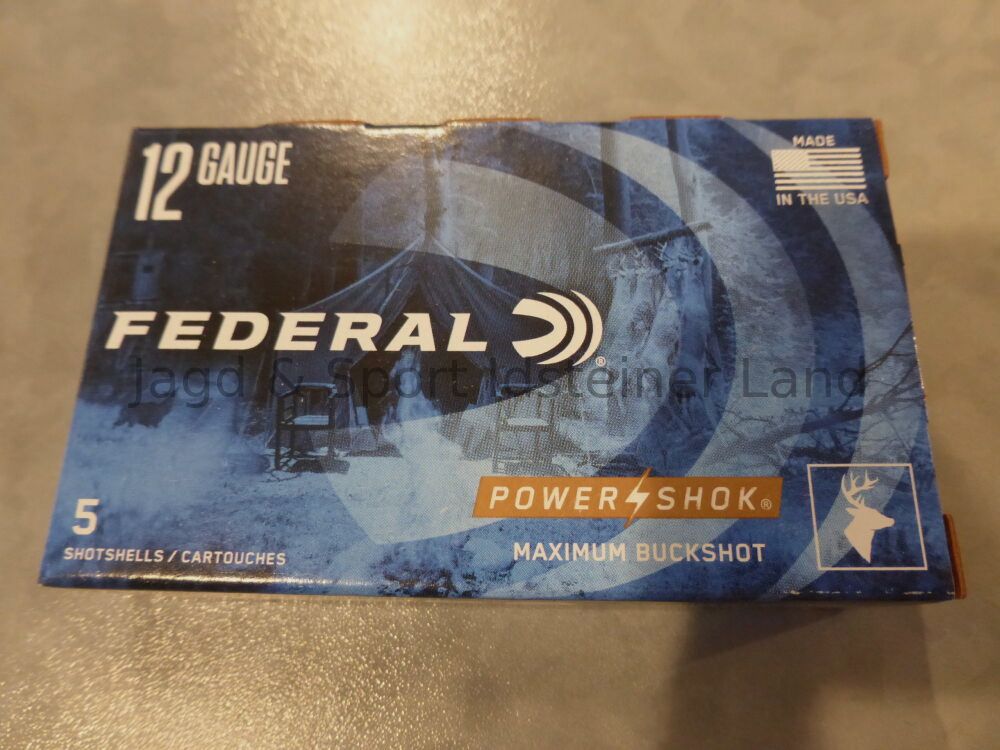 12 GAUGE
MADE
IN THE USA
FEDERAL®
Jagd & Sport Idsteiner Land
POWER SHOK®
5
MAXIMUM BUCKSHOT
SHOTSHELLS / CARTOUCHES